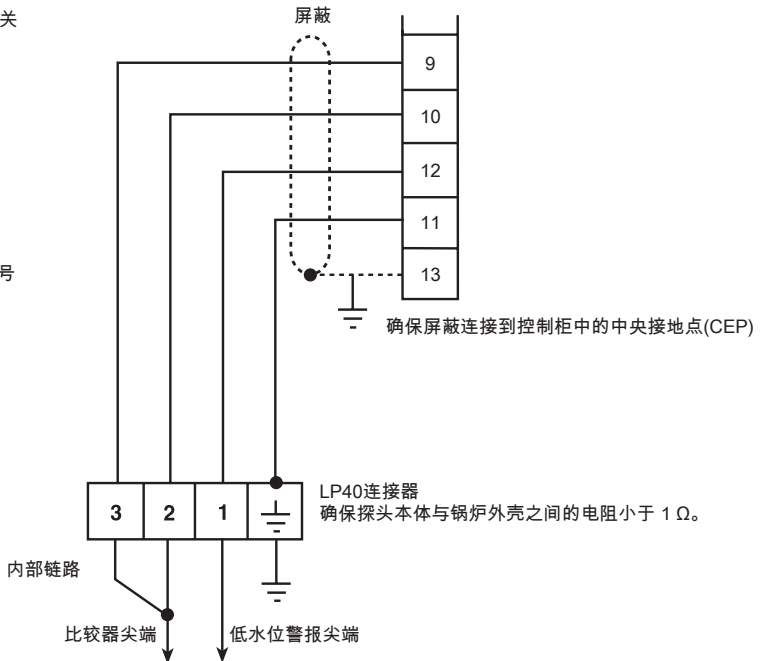 关
屏蔽
9
10
12
11
号
13
确保屏蔽连接到控制柜中的中央接地点(CEP)
LP40连接器
3 2 1
确保探头本体与锅炉外壳之间的电阻小于 1 Ω。
内部链路
比较器尖端
低水位警报尖端